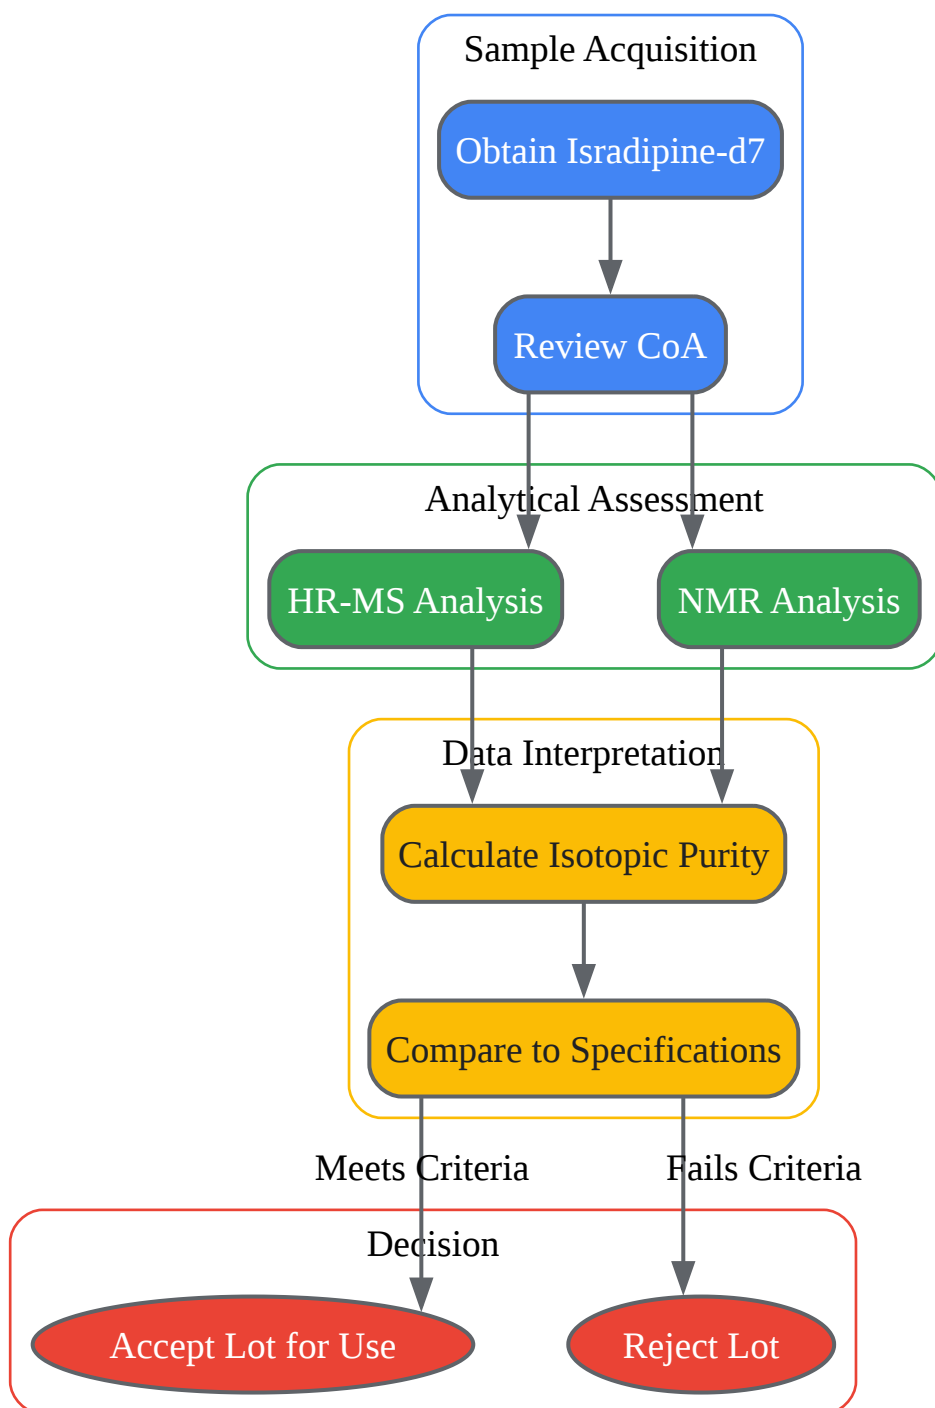 Sample Acquisition
Obtain Isradipine-d7
Review CoA
Analytical Assessment
HR-MS Analysis
NMR Analysis
Data Interpretation
Calculate Isotopic Purity
Compare to Specifications
Meets Criteria
Fails Criteria
Decision
Accept Lot for Use
Reject Lot